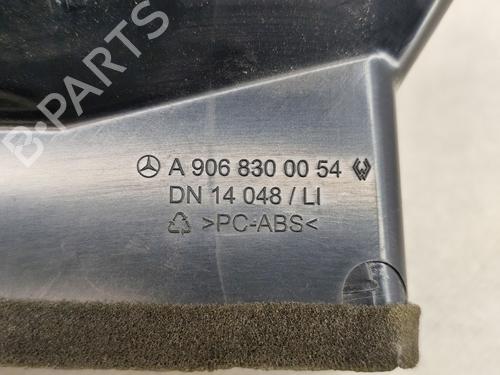 B-PARTS
A 906 830 00 54
DN 14 048 / LI
>PC-ABS<